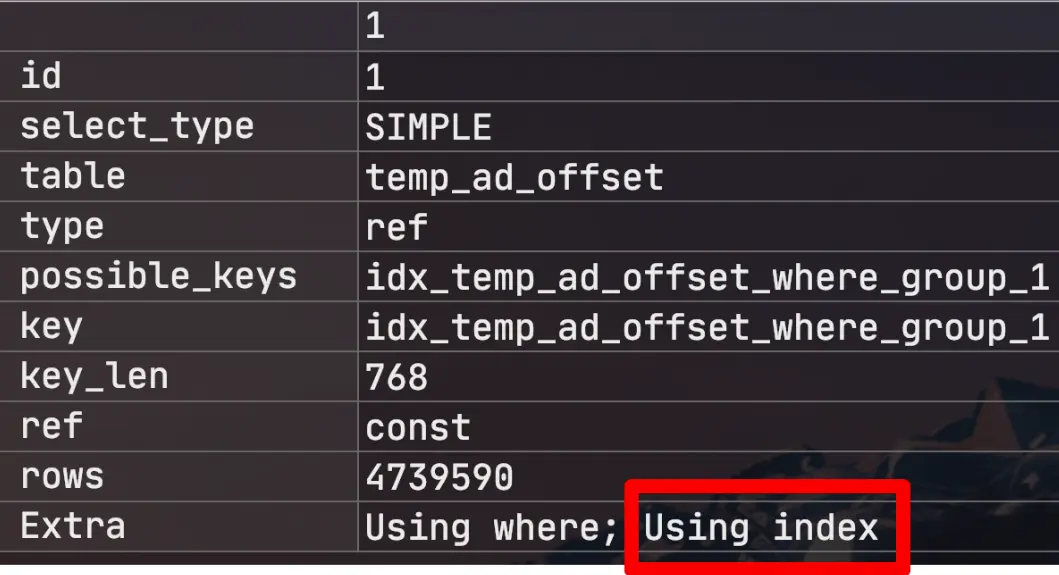 1
id 1
select_type SIMPLE
table temp_ad_offset
type ref
possible_keys idx_temp_ad_offset_where_group_1
key idx_temp_ad_offset_where_group_1
key_len 768
ref const
rows 4739590
Extra Using where; Using index